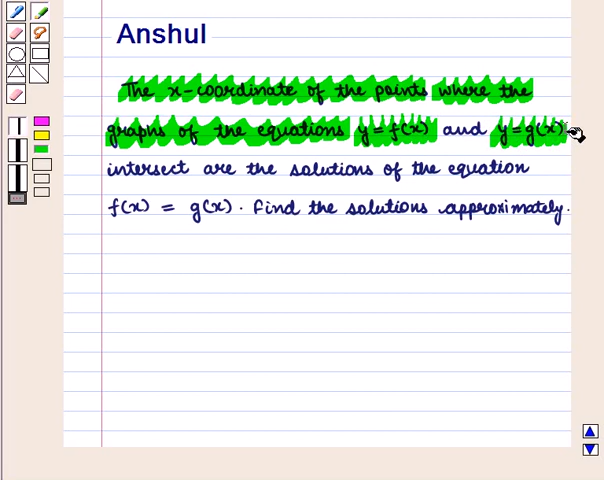 Anshul
The x-coordinate of the points where the
graphs of the equations y = f(x) and y = g(x)
intersect are the solutions of the equation
f(x) = g(x). Find the solutions approximately.